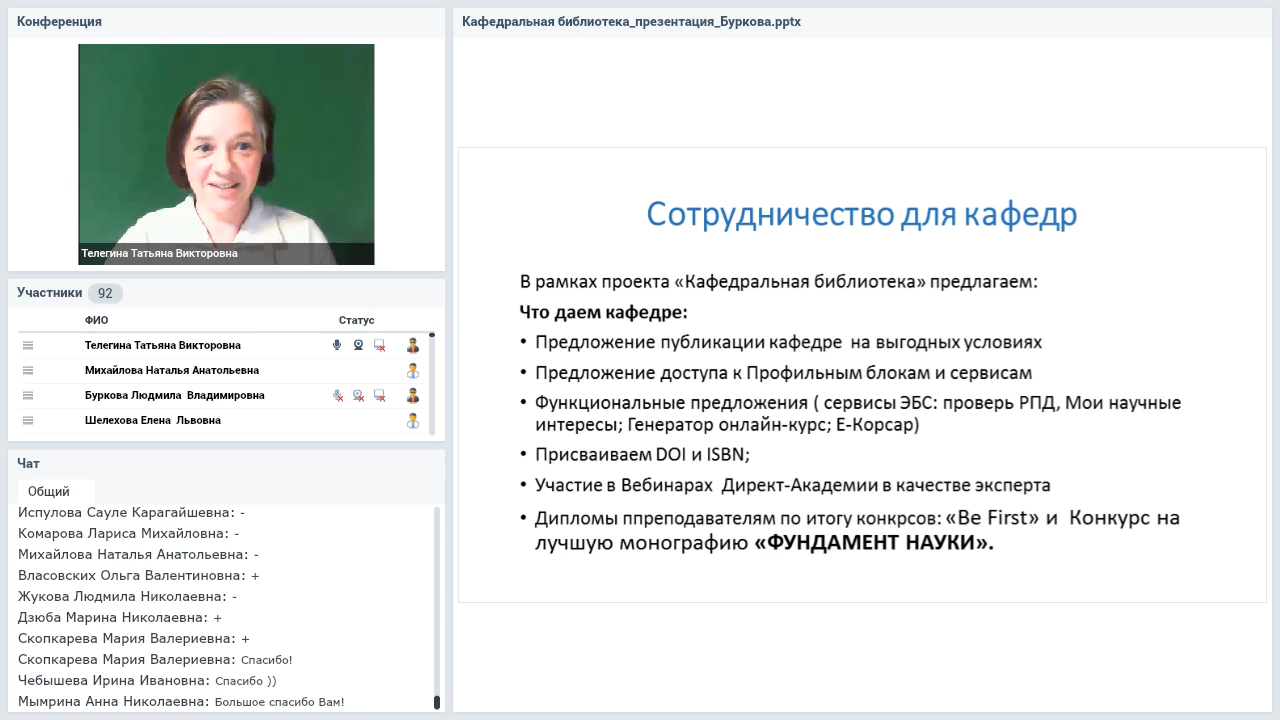 Конференция
Телегина Татьяна Викторовна
Участники 92
ФИО Статус
Телегина Татьяна Викторовна
Михайлова Наталья Анатольевна
Буркова Людмила Владимировна
Шелехова Елена Львовна
Чат
Общий
Испулова Сауле Карагайшевна: -
Комарова Лариса Михайловна: -
Михайлова Наталья Анатольевна: -
Власовских Ольга Валентиновна: +
Жукова Людмила Николаевна: -
Дзюба Марина Николаевна: +
Скопкарева Мария Валериевна: +
Скопкарева Мария Валериевна: Спасибо!
Чебышева Ирина Ивановна: Спасибо ))
Мымрина Анна Николаевна: Большое спасибо Вам!
Кафедральная библиотека_презентация_Буркова.pptx
Сотрудничество для кафедр
В рамках проекта «Кафедральная библиотека» предлагаем:
Что даем кафедре:
• Предложение публикации кафедре на выгодных условиях
• Предложение доступа к Профильным блокам и сервисам
• Функциональные предложения ( сервисы ЭБС: проверь РПД, Мои научные
интересы; Генератор онлайн-курс; Е-Корсар)
• Присваиваем DOI и ISBN;
• Участие в Вебинарах Директ-Академии в качестве эксперта
• Дипломы ппреподавателям по итогу конкрсов: «Be First» и Конкурс на
лучшую монографию «ФУНДАМЕНТ НАУКИ».